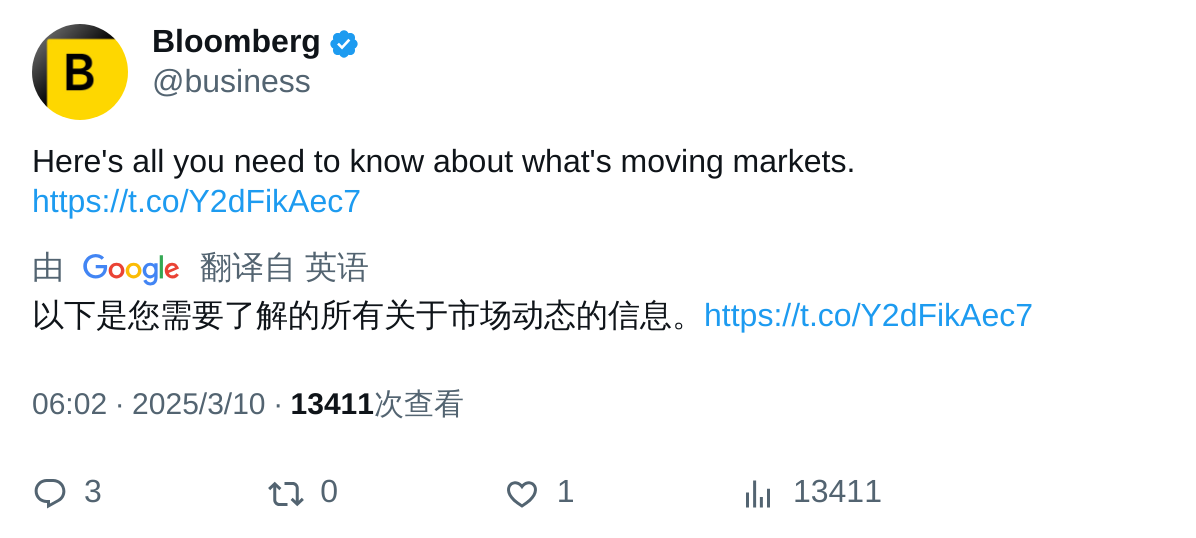 B
Bloomberg
@business
Here's all you need to know about what's moving markets.
https://t.co/Y2dFikAec7
由 Google 翻译自 英语
以下是您需要了解的所有关于市场动态的信息。https://t.co/Y2dFikAec7
06:02 · 2025/3/10 · 13411次查看
3 0 1 13411